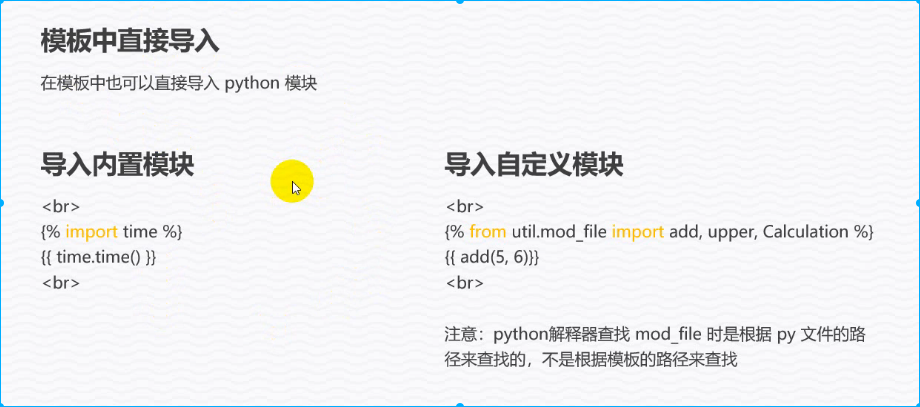 模板中直接导入
在模板中也可以直接导入 python 模块
导入内置模块
<br>
{% import time %}
{{ time.time() }}
<br>
导入自定义模块
<br>
{% from util.mod_file import add, upper, Calculation %}
{{ add(5, 6)}}
<br>
注意：python解释器查找 mod_file 时是根据 py 文件的路
径来查找的，不是根据模板的路径来查找